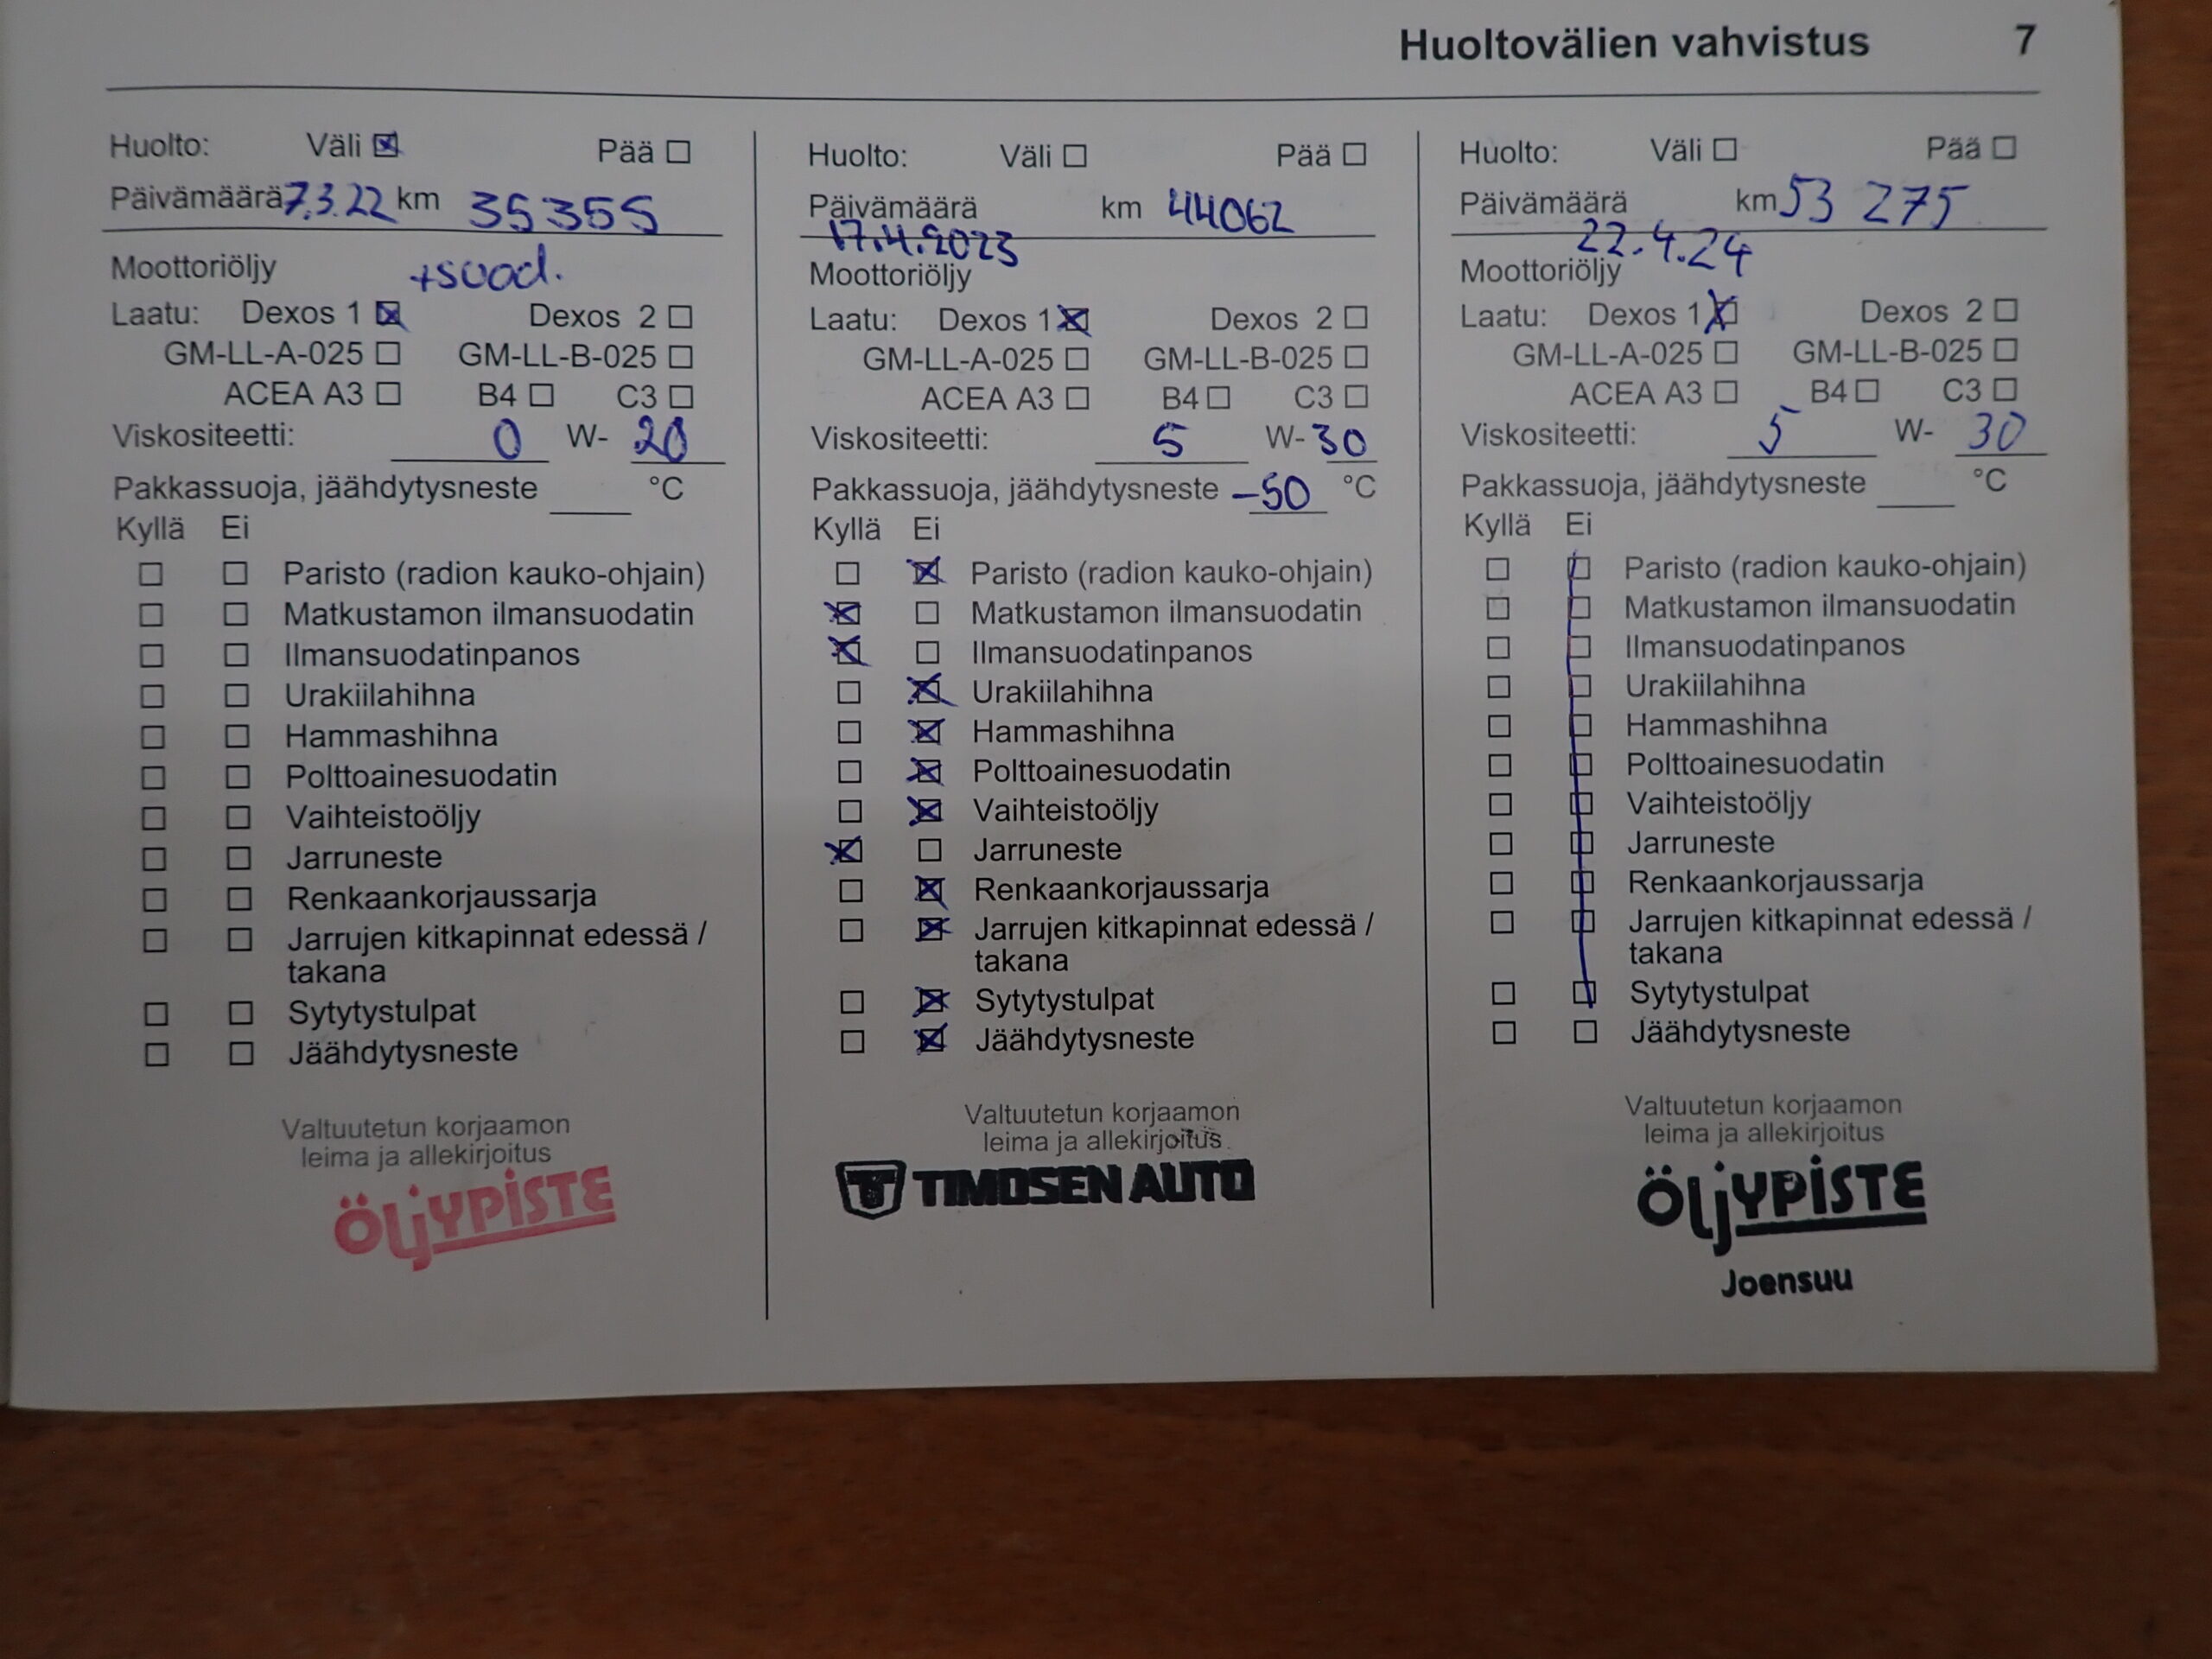 Huoltovälien vahvistus 7
Huolto: Väli ☒ Pää ☐
Päivämäärä 7.3.22 km 35355
Moottoriöljy +suod.
Laatu: Dexos 1 ☒ Dexos 2 ☐
GM-LL-A-025 ☐ GM-LL-B-025 ☐
ACEA A3 ☐ B4 ☐ C3 ☐
Viskositeetti: 0 W- 20
Pakkassuoja, jäähdytysneste °C
Kyllä Ei
☐ ☐ Paristo (radion kauko-ohjain)
☐ ☐ Matkustamon ilmansuodatin
☐ ☐ Ilmansuodatinpanos
☐ ☐ Urakiilahihna
☐ ☐ Hammashihna
☐ ☐ Polttoainesuodatin
☐ ☐ Vaihteistoöljy
☐ ☐ Jarruneste
☐ ☐ Renkaankorjaussarja
☐ ☐ Jarrujen kitkapinnat edessä /
takana
☐ ☐ Sytytystulpat
☐ ☐ Jäähdytysneste
Valtuutetun korjaamon
leima ja allekirjoitus
ÖLJYPISTE
Huolto: Väli ☐ Pää ☐
Päivämäärä km 44062
17.4.2023
Moottoriöljy
Laatu: Dexos 1 ☒ Dexos 2 ☐
GM-LL-A-025 ☐ GM-LL-B-025 ☐
ACEA A3 ☐ B4 ☐ C3 ☐
Viskositeetti: 5 W- 30
Pakkassuoja, jäähdytysneste -50 °C
Kyllä Ei
☐ ☒ Paristo (radion kauko-ohjain)
☒ ☐ Matkustamon ilmansuodatin
☒ ☐ Ilmansuodatinpanos
☐ ☒ Urakiilahihna
☐ ☒ Hammashihna
☐ ☒ Polttoainesuodatin
☐ ☒ Vaihteistoöljy
☒ ☐ Jarruneste
☐ ☒ Renkaankorjaussarja
☐ ☒ Jarrujen kitkapinnat edessä /
takana
☐ ☒ Sytytystulpat
☐ ☒ Jäähdytysneste
Valtuutetun korjaamon
leima ja allekirjoitus
TIMOSEN AUTO
Huolto: Väli ☐ Pää ☐
Päivämäärä km 53 275
22.4.24
Moottoriöljy
Laatu: Dexos 1 ☒ Dexos 2 ☐
GM-LL-A-025 ☐ GM-LL-B-025 ☐
ACEA A3 ☐ B4 ☐ C3 ☐
Viskositeetti: 5 W- 30
Pakkassuoja, jäähdytysneste °C
Kyllä Ei
☐ ☐ Paristo (radion kauko-ohjain)
☐ ☐ Matkustamon ilmansuodatin
☐ ☐ Ilmansuodatinpanos
☐ ☐ Urakiilahihna
☐ ☐ Hammashihna
☐ ☐ Polttoainesuodatin
☐ ☐ Vaihteistoöljy
☐ ☐ Jarruneste
☐ ☐ Renkaankorjaussarja
☐ ☐ Jarrujen kitkapinnat edessä /
takana
☐ ☐ Sytytystulpat
☐ ☐ Jäähdytysneste
Valtuutetun korjaamon
leima ja allekirjoitus
ÖLJYPISTE
Joensuu